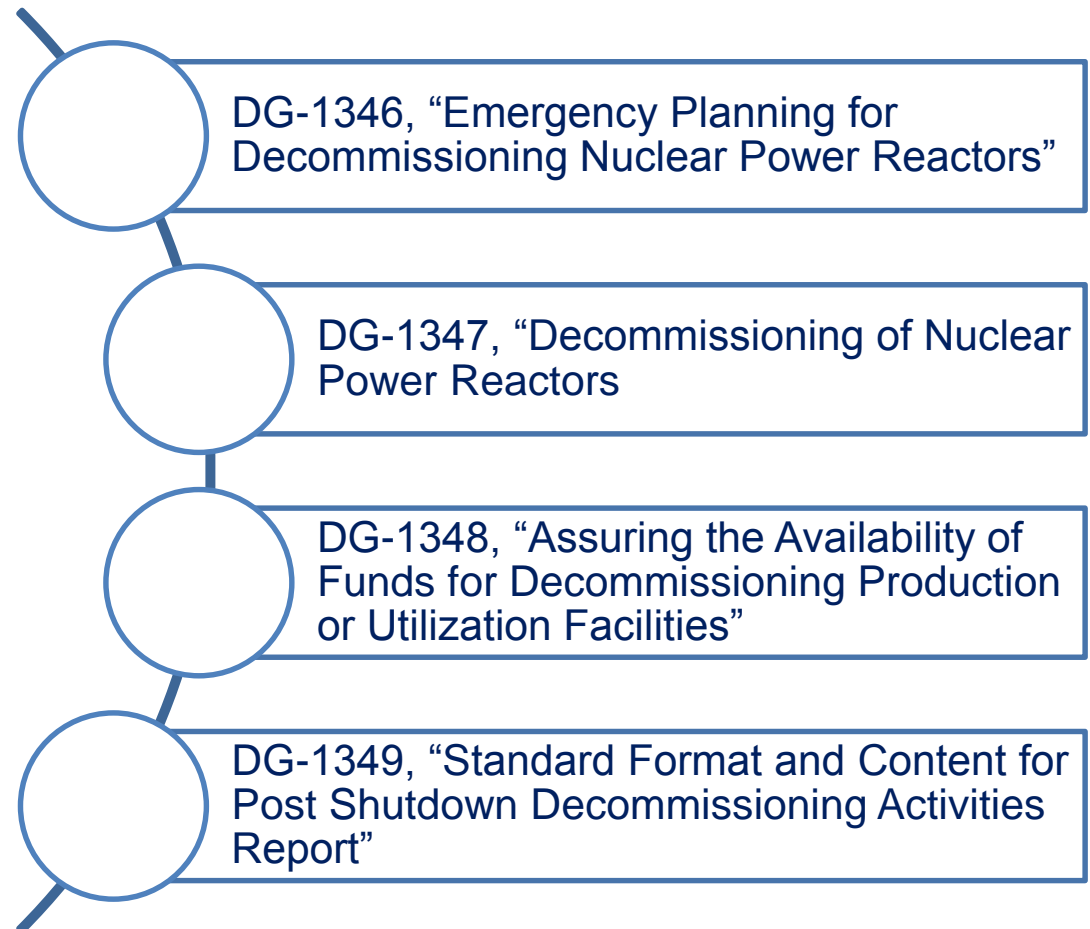 DG-1346, “Emergency Planning for
Decommissioning Nuclear Power Reactors”
DG-1347, “Decommissioning of Nuclear
Power Reactors
DG-1348, “Assuring the Availability of
Funds for Decommissioning Production
or Utilization Facilities”
DG-1349, “Standard Format and Content for
Post Shutdown Decommissioning Activities
Report”